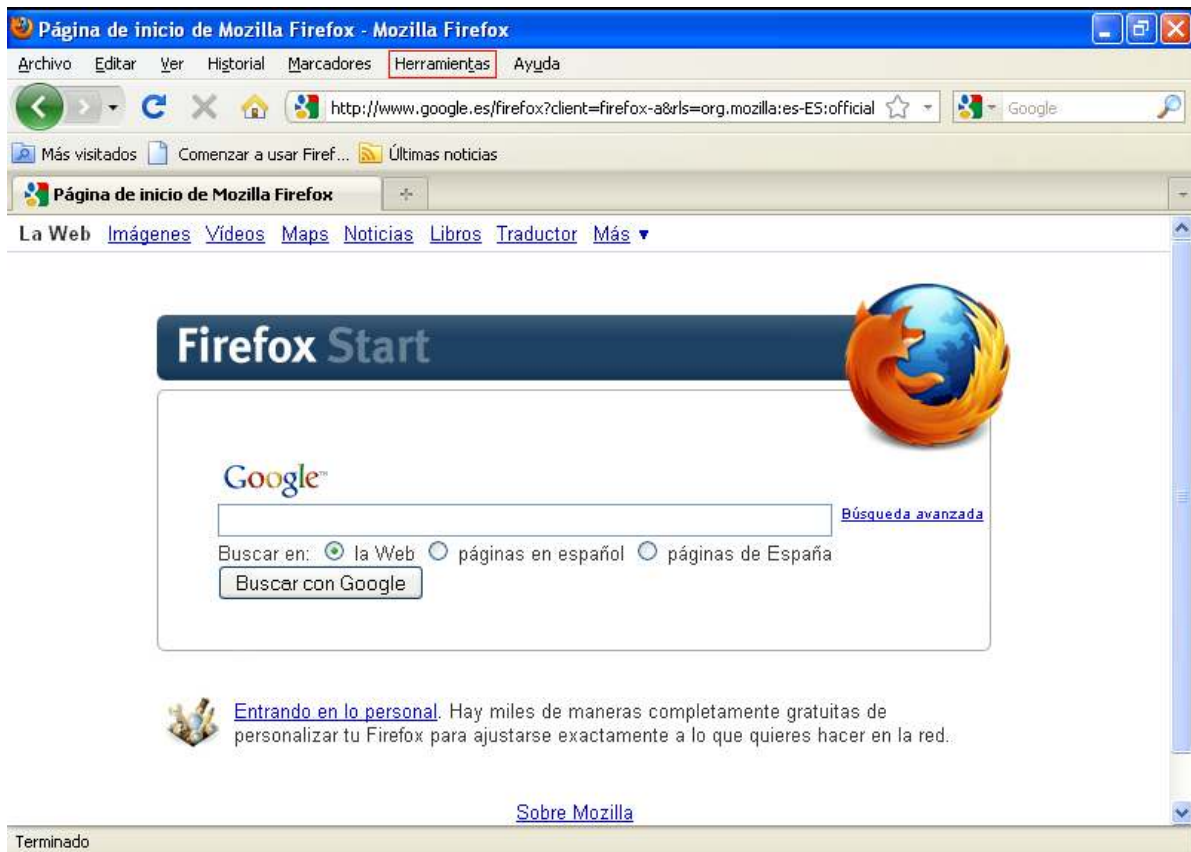 Página de inicio de Mozilla Firefox - Mozilla Firefox
Archivo Editar Ver Historial Marcadores Herramientas Ayuda
http://www.google.es/firefox?client=firefox-a&rls=org.mozilla:es-ES:official Google
Más visitados Comenzar a usar Firef... Últimas noticias
Página de inicio de Mozilla Firefox
La Web Imágenes Vídeos Maps Noticias Libros Traductor Más ▼
Firefox Start
Google™
Búsqueda avanzada
Buscar en: la Web páginas en español páginas de España
Buscar con Google
Entrando en lo personal. Hay miles de maneras completamente gratuitas de
personalizar tu Firefox para ajustarse exactamente a lo que quieres hacer en la red.
Sobre Mozilla
Terminado